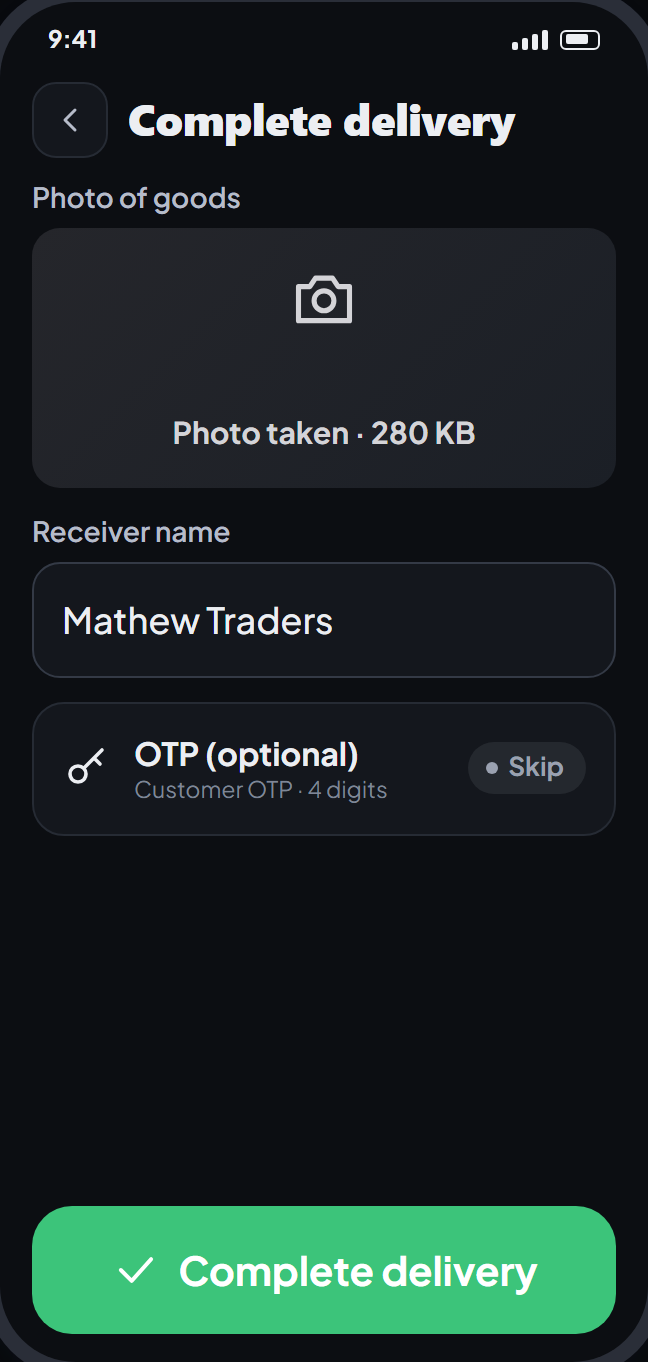 9:41
Complete delivery
Photo of goods
Photo taken · 280 KB
Receiver name
Mathew Traders
OTP (optional)
Customer OTP · 4 digits
Skip
Complete delivery